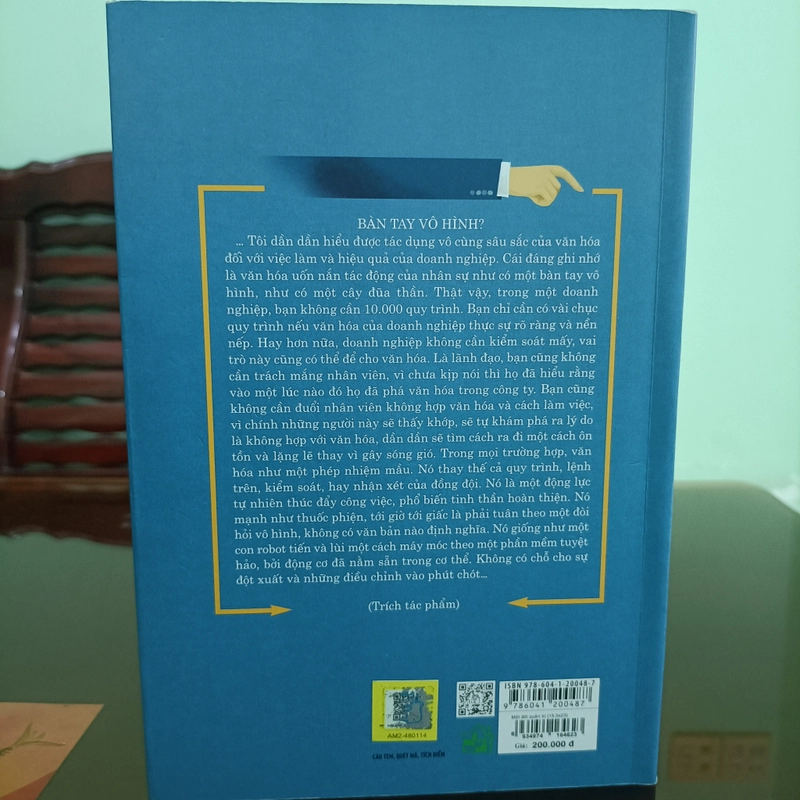 BÀN TAY VÔ HÌNH?
... Tôi dần dần hiểu được tác dụng vô cùng sâu sắc của văn hóa
đối với việc làm và hiệu quả của doanh nghiệp. Cái đáng ghi nhớ
là văn hóa uốn nắn tác động của nhân sự như có một bàn tay vô
hình, như có một cây đũa thần. Thật vậy, trong một doanh
nghiệp, bạn không cần 10.000 quy trình. Bạn chỉ cần có vài chục
quy trình nếu văn hóa của doanh nghiệp thực sự rõ ràng và nền
nếp. Hay hơn nữa, doanh nghiệp không cần kiểm soát mấy, vai
trò này cũng có thể để cho văn hóa. Là lãnh đạo, bạn cũng không
cần trách mắng nhân viên, vì chưa kịp nói thì họ đã hiểu rằng
vào một lúc nào đó họ đã phá văn hóa trong công ty. Bạn cũng
không cần đuổi nhân viên không hợp văn hóa và cách làm việc,
vì chính những người này sẽ thấy khớp, sẽ tự khám phá ra lý do
là không hợp với văn hóa, dần dần sẽ tìm cách ra đi một cách ôn
tồn và lặng lẽ thay vì gây sóng gió. Trong mọi trường hợp, văn
hóa như một phép nhiệm mầu. Nó thay thế cả quy trình, lệnh
trên, kiểm soát, hay nhận xét của đồng đội. Nó là một động lực
tự nhiên thúc đẩy công việc, phổ biến tinh thần hoàn thiện. Nó
mạnh như thuốc phiện, tới giờ tới giấc là phải tuân theo một đòi
hỏi vô hình, không có văn bản nào định nghĩa. Nó giống như một
con robot tiến và lùi một cách máy móc theo một phần mềm tuyệt
hảo, bởi động cơ đã nằm sẵn trong cơ thể. Không có chỗ cho sự
đột xuất và những điều chỉnh vào phút chót...
(Trích tác phẩm)
AM2-480114
CÀO TEM, QUÉT MÃ, TÍCH ĐIỂM
ISBN 978-604-1-20048-7
9 786041 200487
8 934974 184623
Giá: 200.000 đ